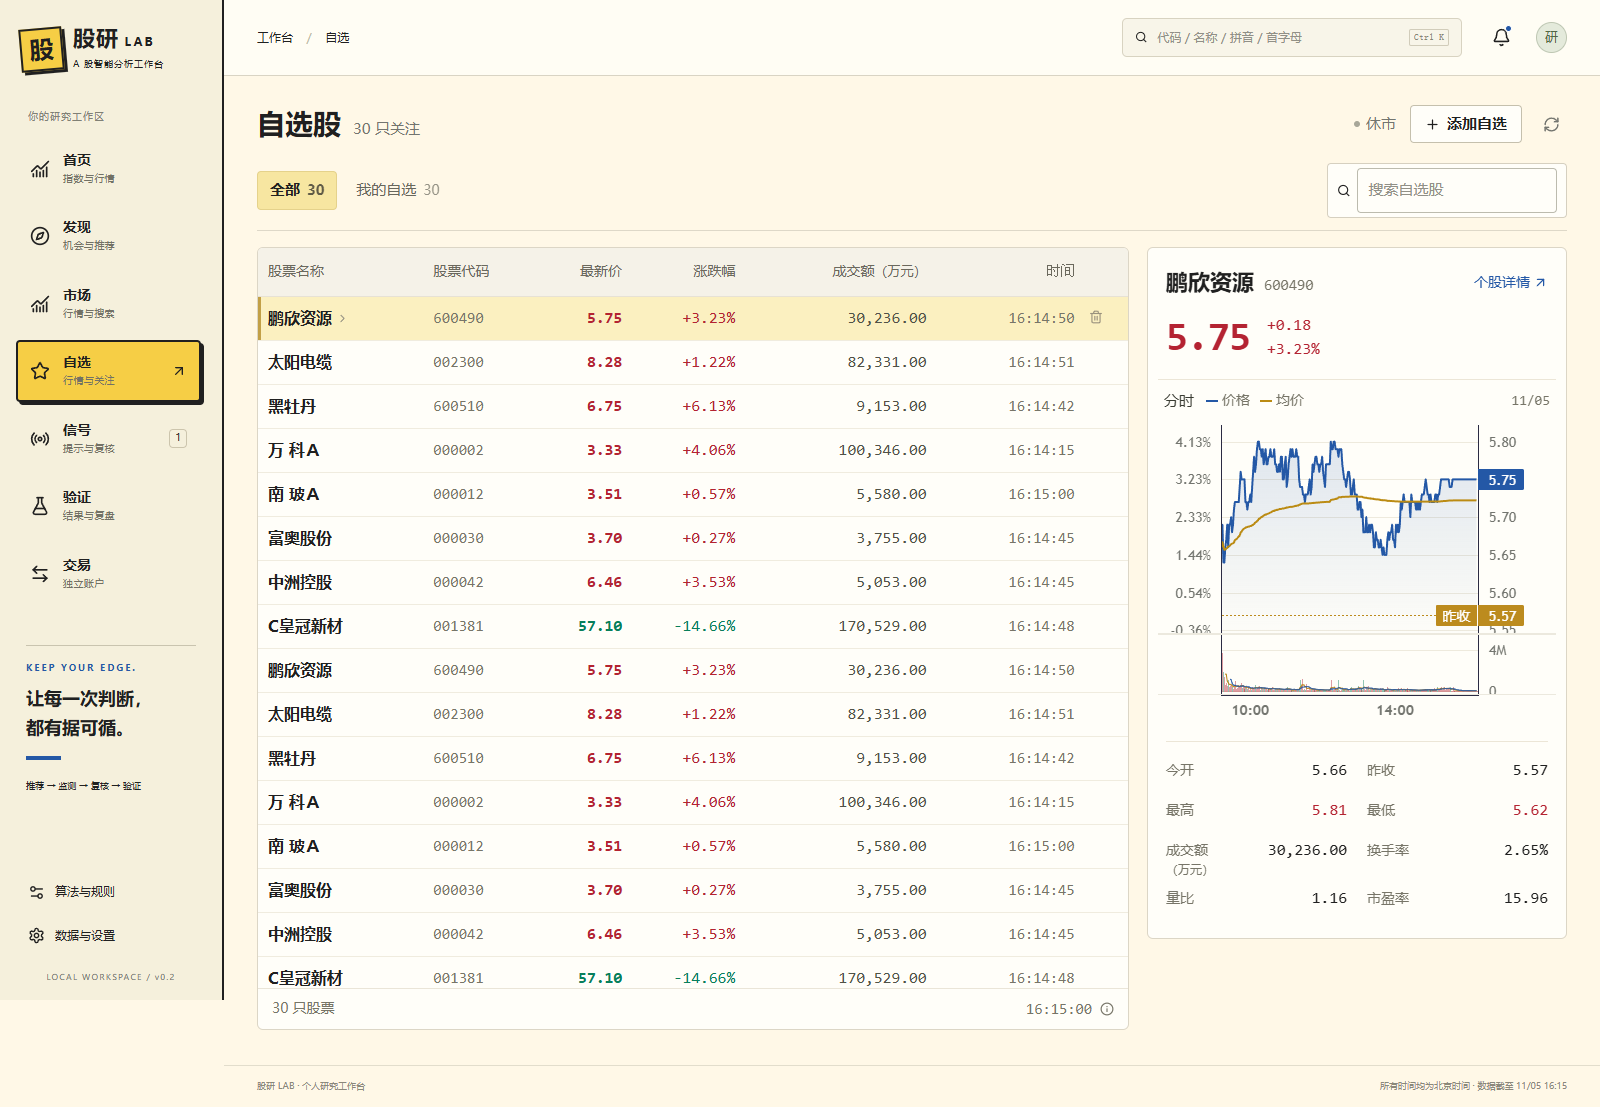 股
股研 LAB
A 股智能分析工作台
你的研究工作区
首页
指数与行情
发现
机会与推荐
市场
行情与搜索
自选
行情与关注
信号
提示与复核
1
验证
结果与复盘
交易
独立账户
KEEP YOUR EDGE.
让每一次判断，
都有据可循。
推荐 → 监测 → 复核 → 验证
算法与规则
数据与设置
LOCAL WORKSPACE / v0.2
工作台 / 自选
代码 / 名称 / 拼音 / 首字母 Ctrl K
研
自选股 30 只关注
休市
添加自选
全部 30 我的自选 30
搜索自选股
股票名称 股票代码 最新价 涨跌幅 成交额 (万元) 时间
鹏欣资源 600490 5.75 +3.23% 30,236.00 16:14:50
太阳电缆 002300 8.28 +1.22% 82,331.00 16:14:51
黑牡丹 600510 6.75 +6.13% 9,153.00 16:14:42
万 科A 000002 3.33 +4.06% 100,346.00 16:14:15
南 玻A 000012 3.51 +0.57% 5,580.00 16:15:00
富奥股份 000030 3.70 +0.27% 3,755.00 16:14:45
中洲控股 000042 6.46 +3.53% 5,053.00 16:14:45
C皇冠新材 001381 57.10 -14.66% 170,529.00 16:14:48
鹏欣资源 600490 5.75 +3.23% 30,236.00 16:14:50
太阳电缆 002300 8.28 +1.22% 82,331.00 16:14:51
黑牡丹 600510 6.75 +6.13% 9,153.00 16:14:42
万 科A 000002 3.33 +4.06% 100,346.00 16:14:15
南 玻A 000012 3.51 +0.57% 5,580.00 16:15:00
富奥股份 000030 3.70 +0.27% 3,755.00 16:14:45
中洲控股 000042 6.46 +3.53% 5,053.00 16:14:45
C皇冠新材 001381 57.10 -14.66% 170,529.00 16:14:48
30 只股票 16:15:00
鹏欣资源 600490 个股详情
5.75
+0.18
+3.23%
分时 价格 均价 11/05
4.13% 5.80
3.23% 5.75
2.33% 5.70
1.44% 5.65
0.54% 5.60
昨收 5.57
-0.36% 5.55
4M
0
10:00 14:00
今开 5.66 昨收 5.57
最高 5.81 最低 5.62
成交额 30,236.00 换手率 2.65%
(万元)
量比 1.16 市盈率 15.96
股研 LAB · 个人研究工作台
所有时间均为北京时间 · 数据截至 11/05 16:15